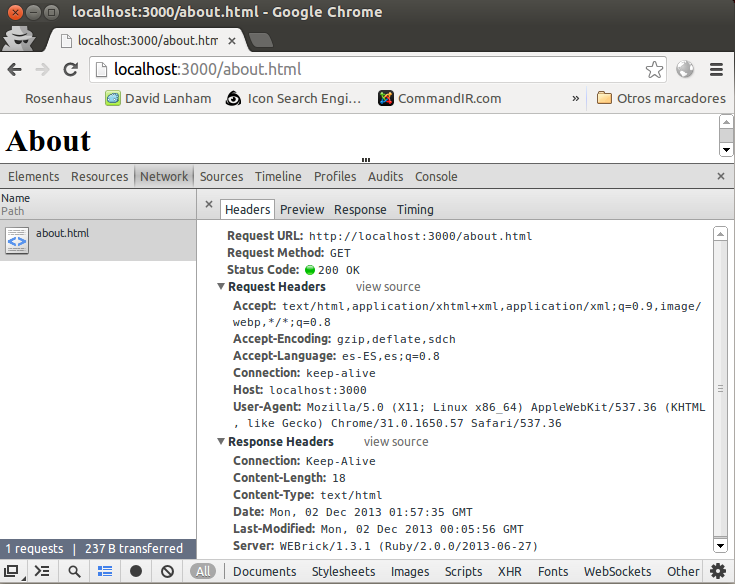 localhost:3000/about.html - Google Chrome
localhost:3000/about.htm
localhost:3000/about.html
Rosenhaus David Lanham Icon Search Engi... CommandIR.com » Otros marcadores
About
Elements Resources Network Sources Timeline Profiles Audits Console
Name
Path
about.html
Headers Preview Response Timing
Request URL: http://localhost:3000/about.html
Request Method: GET
Status Code: 200 OK
Request Headers view source
Accept: text/html,application/xhtml+xml,application/xml;q=0.9,image/
webp,*/*;q=0.8
Accept-Encoding: gzip,deflate,sdch
Accept-Language: es-ES,es;q=0.8
Connection: keep-alive
Host: localhost:3000
User-Agent: Mozilla/5.0 (X11; Linux x86_64) AppleWebKit/537.36 (KHTML
, like Gecko) Chrome/31.0.1650.57 Safari/537.36
Response Headers view source
Connection: Keep-Alive
Content-Length: 18
Content-Type: text/html
Date: Mon, 02 Dec 2013 01:57:35 GMT
Last-Modified: Mon, 02 Dec 2013 00:05:56 GMT
Server: WEBrick/1.3.1 (Ruby/2.0.0/2013-06-27)
1 requests | 237 B transferred
All Documents Stylesheets Images Scripts XHR Fonts WebSockets Other